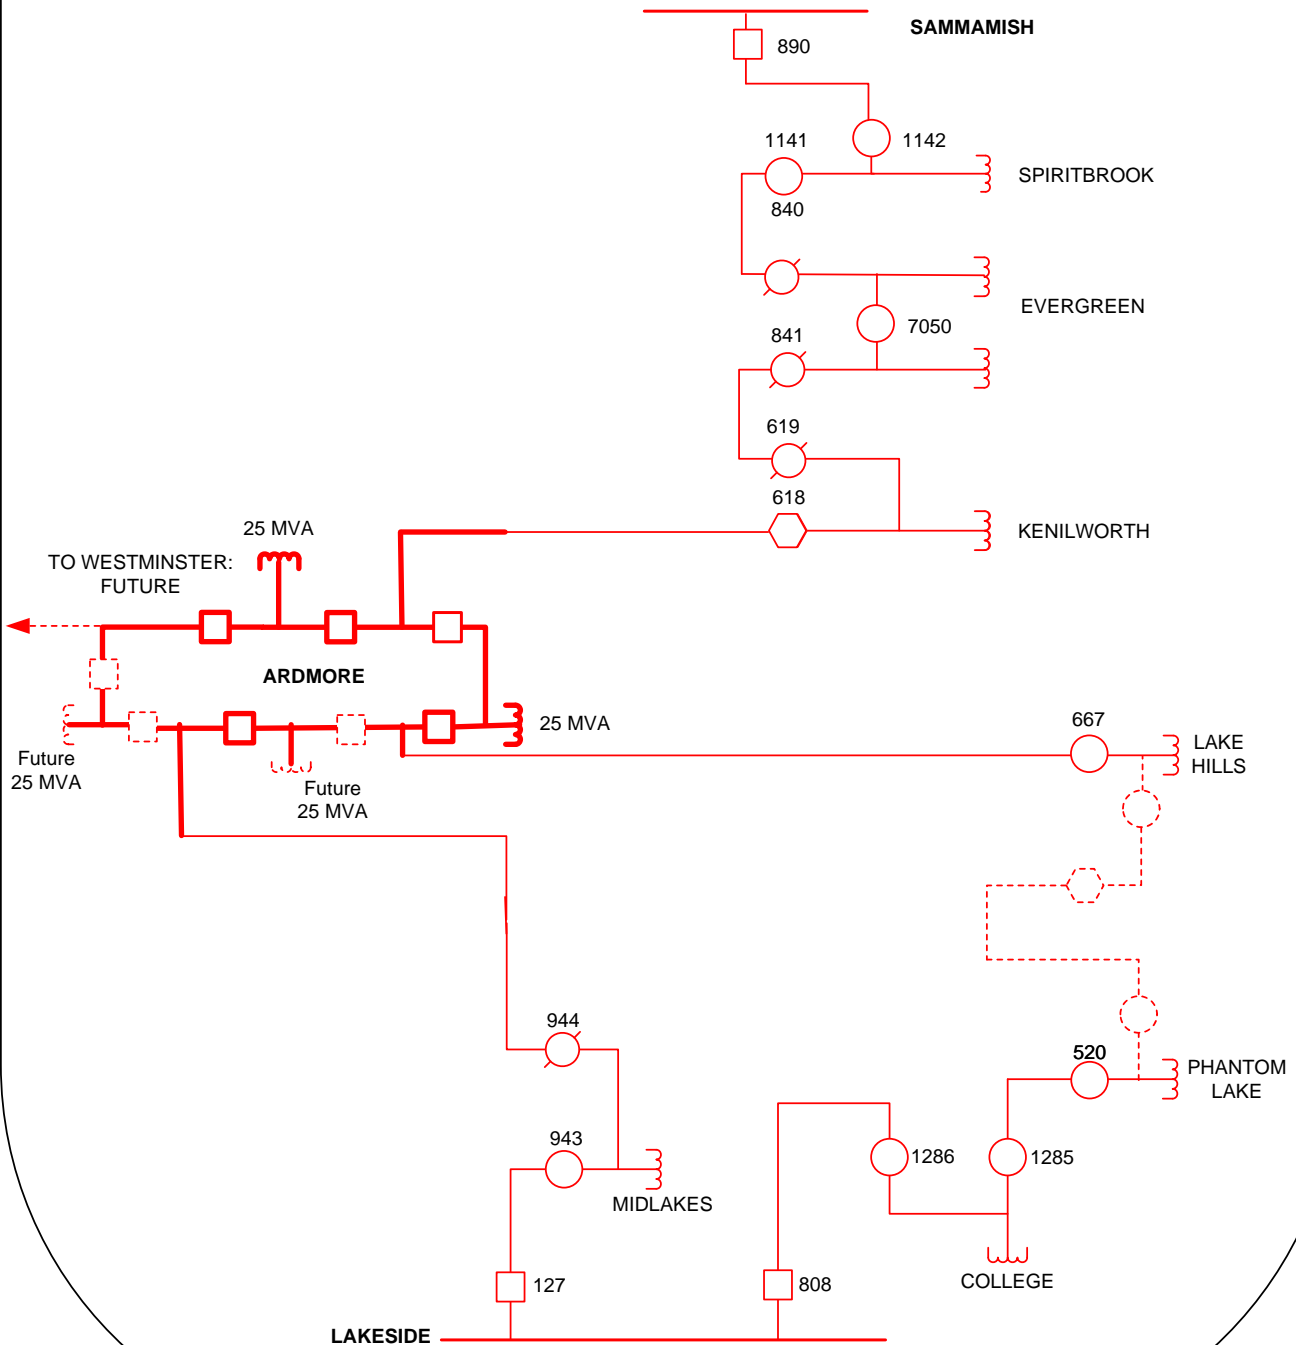 SAMMAMISH
890
1141
1142
SPIRITBROOK
840
EVERGREEN
7050
841
619
618
KENILWORTH
25 MVA
TO WESTMINSTER:
FUTURE
ARDMORE
25 MVA
667
LAKE
HILLS
Future
25 MVA
Future
25 MVA
944
520
PHANTOM
LAKE
943
1286
1285
MIDLAKES
127
808
COLLEGE
LAKESIDE